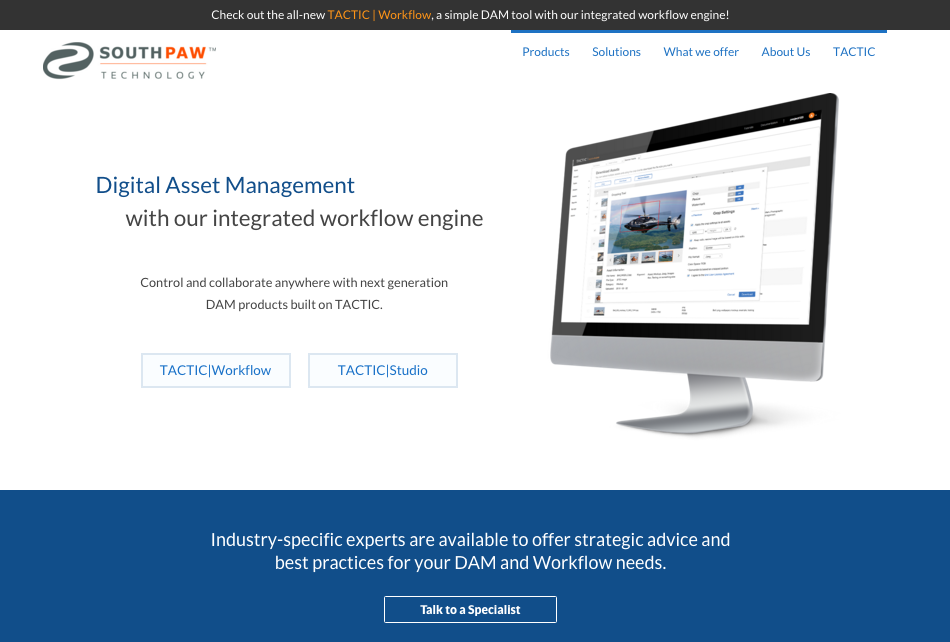 Check out the all-new TACTIC | Workflow, a simple DAM tool with our integrated workflow engine!
SOUTHPAW™
TECHNOLOGY
Products Solutions What we offer About Us TACTIC
Digital Asset Management
with our integrated workflow engine
Control and collaborate anywhere with next generation
DAM products built on TACTIC.
TACTIC|Workflow TACTIC|Studio
Industry-specific experts are available to offer strategic advice and
best practices for your DAM and Workflow needs.
Talk to a Specialist